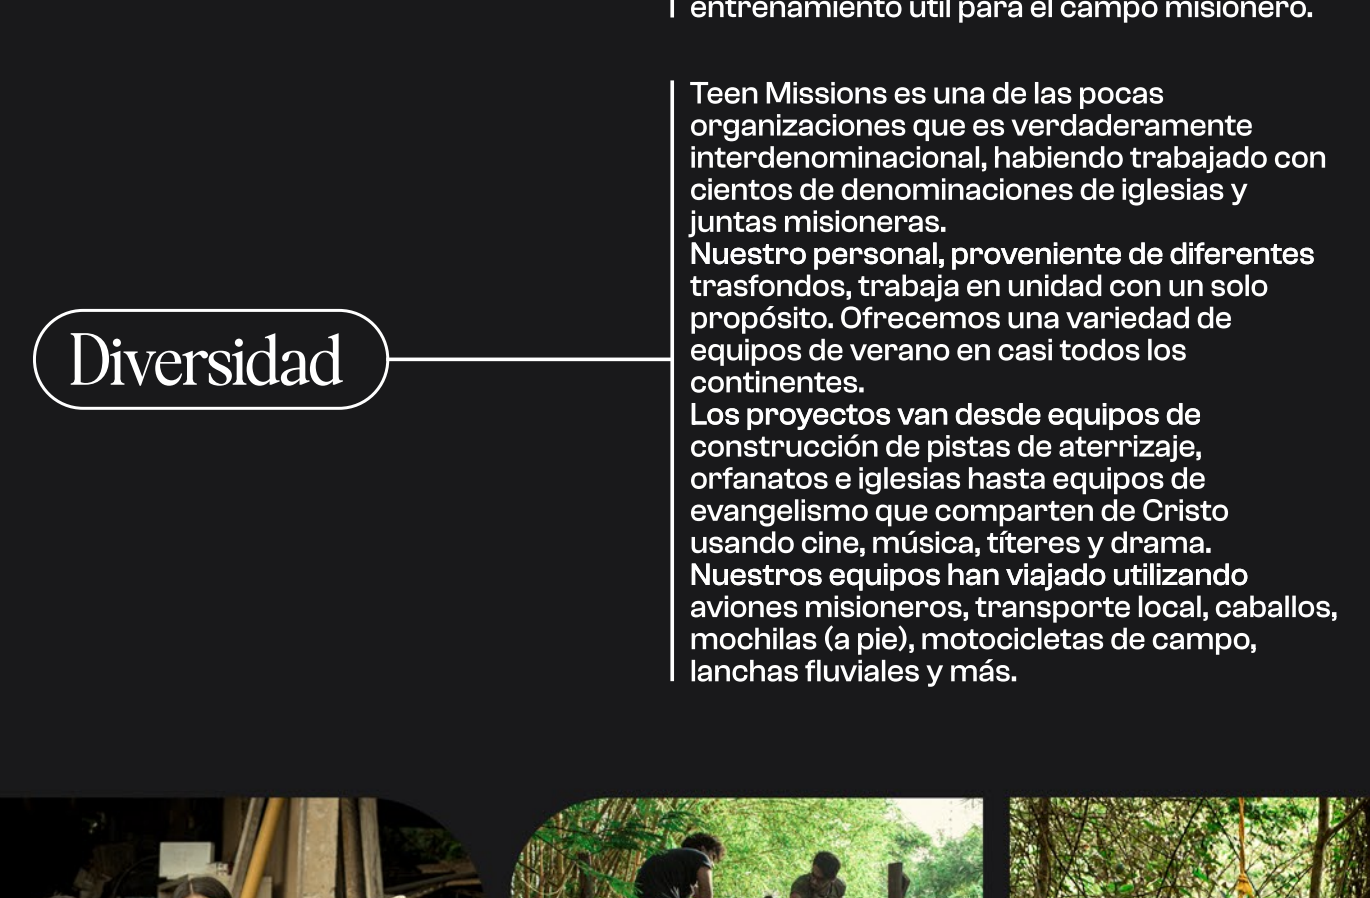 entrenamiento útil para el campo misionero.
Teen Missions es una de las pocas
organizaciones que es verdaderamente
interdenominacional, habiendo trabajado con
cientos de denominaciones de iglesias y
juntas misioneras.
Nuestro personal, proveniente de diferentes
trasfondos, trabaja en unidad con un solo
propósito. Ofrecemos una variedad de
equipos de verano en casi todos los
continentes.
Los proyectos van desde equipos de
construcción de pistas de aterrizaje,
orfanatos e iglesias hasta equipos de
evangelismo que comparten de Cristo
usando cine, música, títeres y drama.
Nuestros equipos han viajado utilizando
aviones misioneros, transporte local, caballos,
mochilas (a pie), motocicletas de campo,
lanchas fluviales y más.
Diversidad